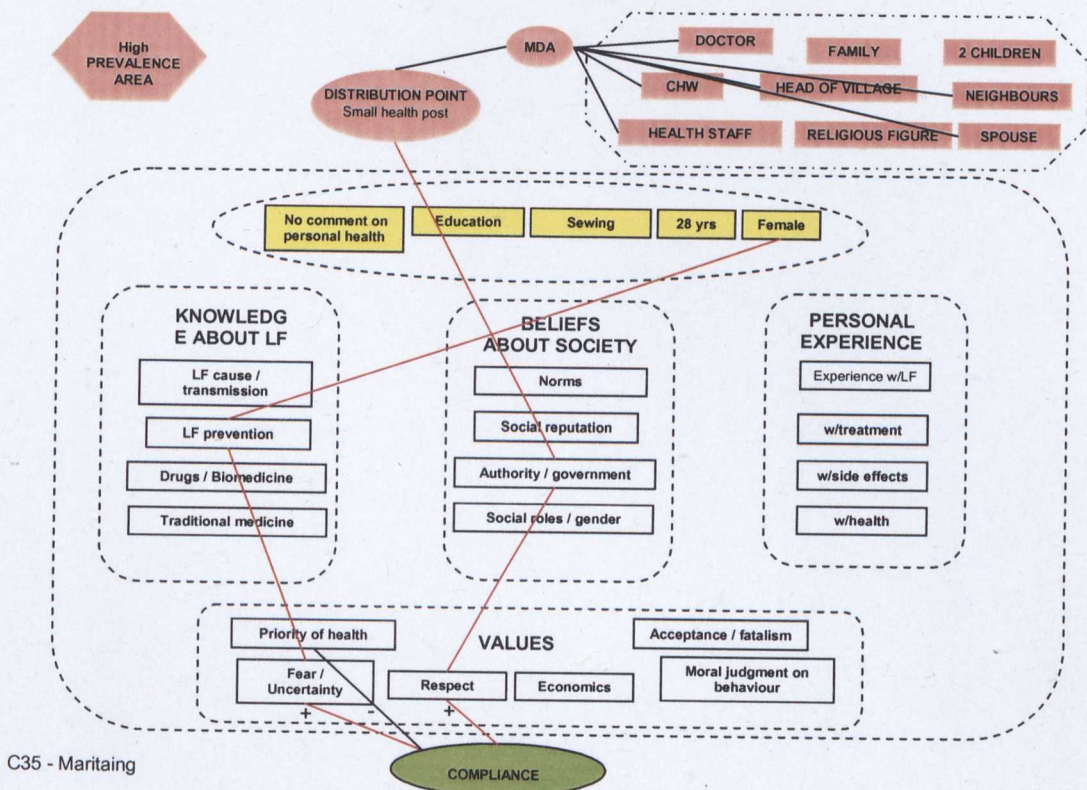 High
PREVALENCE
AREA
MDA
DOCTOR
FAMILY
2 CHILDREN
DISTRIBUTION POINT
Small health post
CHW
HEAD OF VILLAGE
NEIGHBOURS
HEALTH STAFF
RELIGIOUS FIGURE
SPOUSE
No comment on
personal health
Education
Sewing
28 yrs
Female
KNOWLEDG
E ABOUT LF
LF cause /
transmission
LF prevention
Drugs / Biomedicine
Traditional medicine
BELIEFS
ABOUT SOCIETY
Norms
Social reputation
Authority / government
Social roles / gender
PERSONAL
EXPERIENCE
Experience w/LF
w/treatment
w/side effects
w/health
VALUES
Priority of health
Acceptance / fatalism
Fear /
Uncertainty
Respect
Economics
Moral judgment on
behaviour
+
-
+
COMPLIANCE
C35 - Maritaing